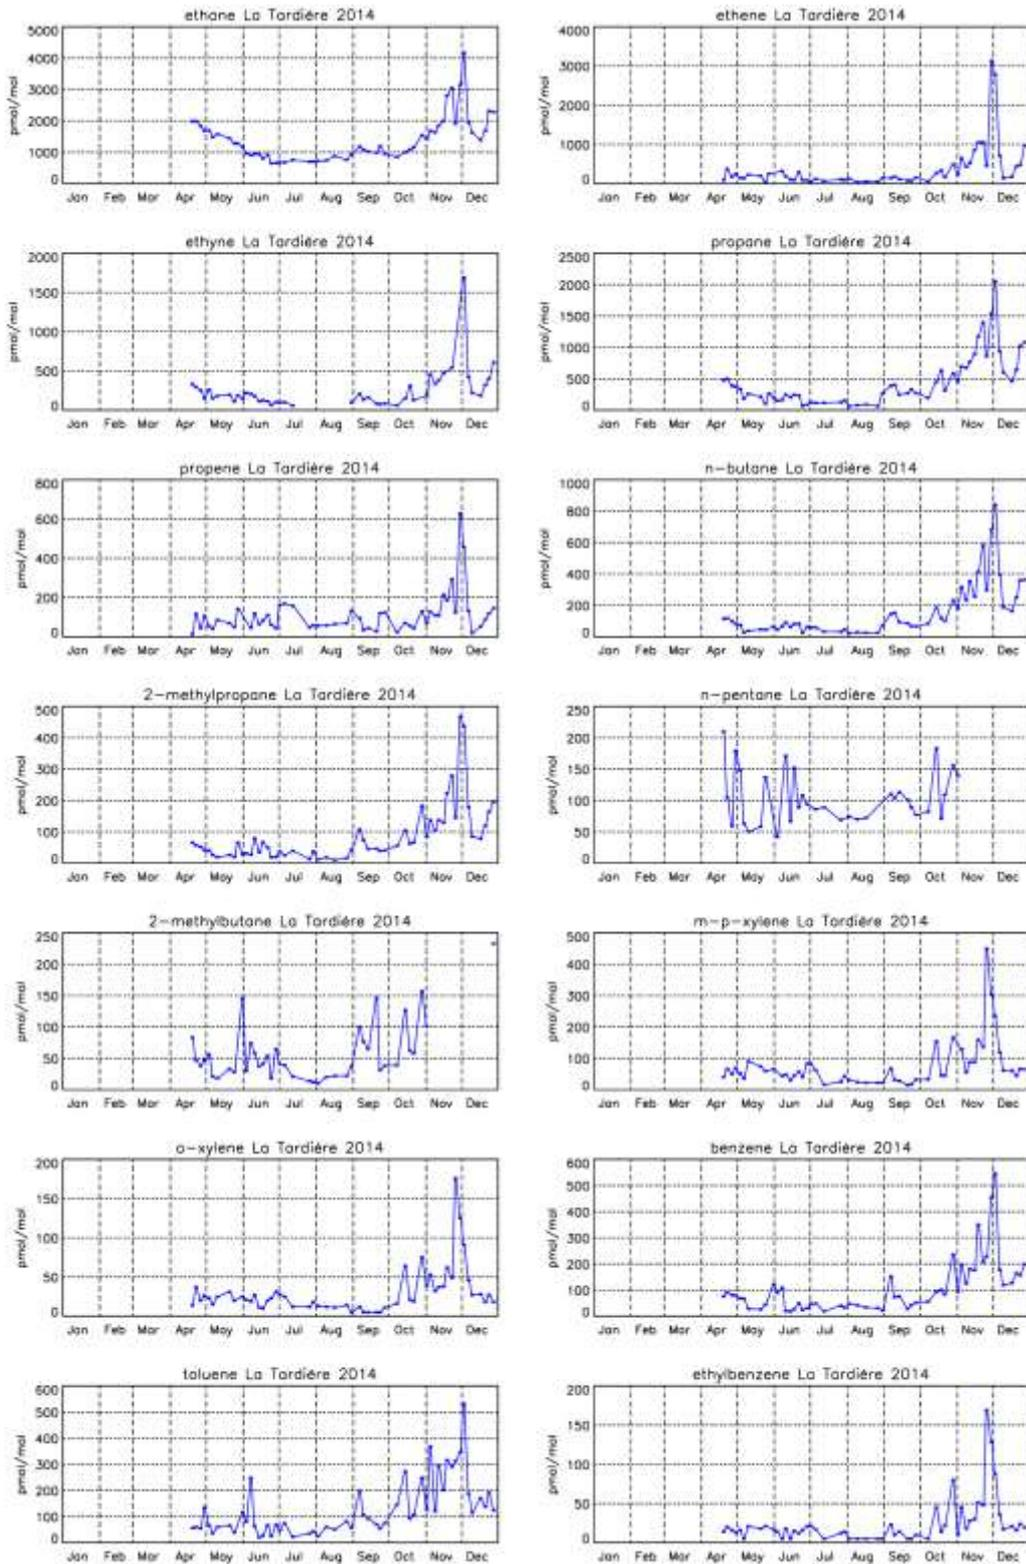 ethane La Tardière 2014
5000
4000
3000
2000
1000
0
pmol/mol
Jan Feb Mar Apr May Jun Jul Aug Sep Oct Nov Dec
ethene La Tardière 2014
4000
3000
2000
1000
0
pmol/mol
Jan Feb Mar Apr May Jun Jul Aug Sep Oct Nov Dec
ethyne La Tardière 2014
2000
1500
1000
500
0
pmol/mol
Jan Feb Mar Apr May Jun Jul Aug Sep Oct Nov Dec
propane La Tardière 2014
2500
2000
1500
1000
500
0
pmol/mol
Jan Feb Mar Apr May Jun Jul Aug Sep Oct Nov Dec
propene La Tardière 2014
800
600
400
200
0
pmol/mol
Jan Feb Mar Apr May Jun Jul Aug Sep Oct Nov Dec
n-butane La Tardière 2014
1000
800
600
400
200
0
pmol/mol
Jan Feb Mar Apr May Jun Jul Aug Sep Oct Nov Dec
2-methylpropane La Tardière 2014
500
400
300
200
100
0
pmol/mol
Jan Feb Mar Apr May Jun Jul Aug Sep Oct Nov Dec
n-pentane La Tardière 2014
250
200
150
100
50
0
pmol/mol
Jan Feb Mar Apr May Jun Jul Aug Sep Oct Nov Dec
2-methylbutane La Tardière 2014
250
200
150
100
50
0
pmol/mol
Jan Feb Mar Apr May Jun Jul Aug Sep Oct Nov Dec
m-p-xylene La Tardière 2014
500
400
300
200
100
0
pmol/mol
Jan Feb Mar Apr May Jun Jul Aug Sep Oct Nov Dec
o-xylene La Tardière 2014
200
150
100
50
0
pmol/mol
Jan Feb Mar Apr May Jun Jul Aug Sep Oct Nov Dec
benzene La Tardière 2014
600
500
400
300
200
100
0
pmol/mol
Jan Feb Mar Apr May Jun Jul Aug Sep Oct Nov Dec
toluene La Tardière 2014
600
500
400
300
200
100
0
pmol/mol
Jan Feb Mar Apr May Jun Jul Aug Sep Oct Nov Dec
ethylbenzene La Tardière 2014
200
150
100
50
0
pmol/mol
Jan Feb Mar Apr May Jun Jul Aug Sep Oct Nov Dec